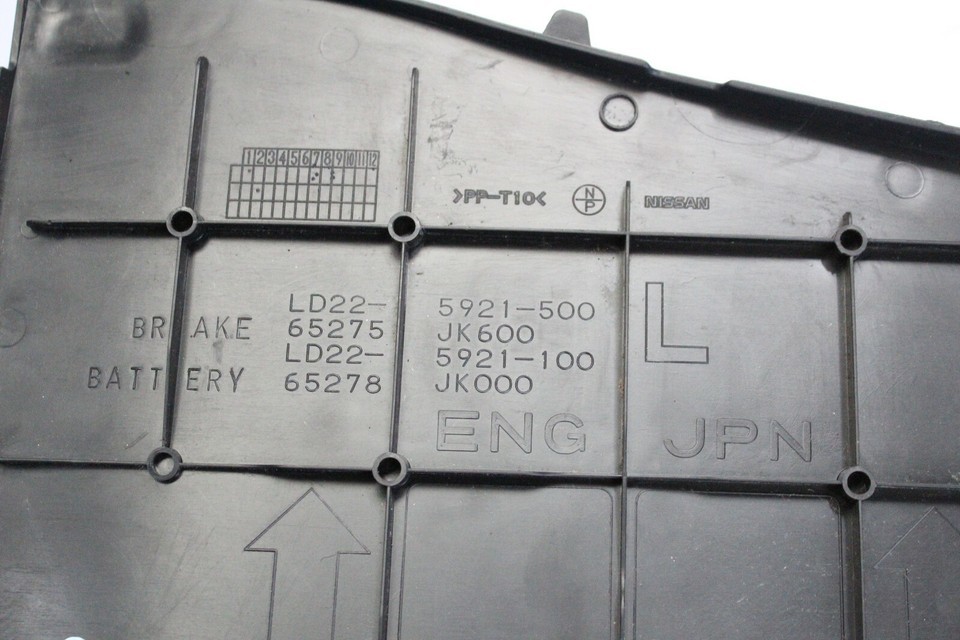 1 2 3 4 5 6 7 8 9 10 11 12
>PP-T10< N P NISSAN
LD22- 5921-500
BRAKE 65275 JK600
LD22- 5921-100
BATTERY 65278 JK000
L
ENG JPN